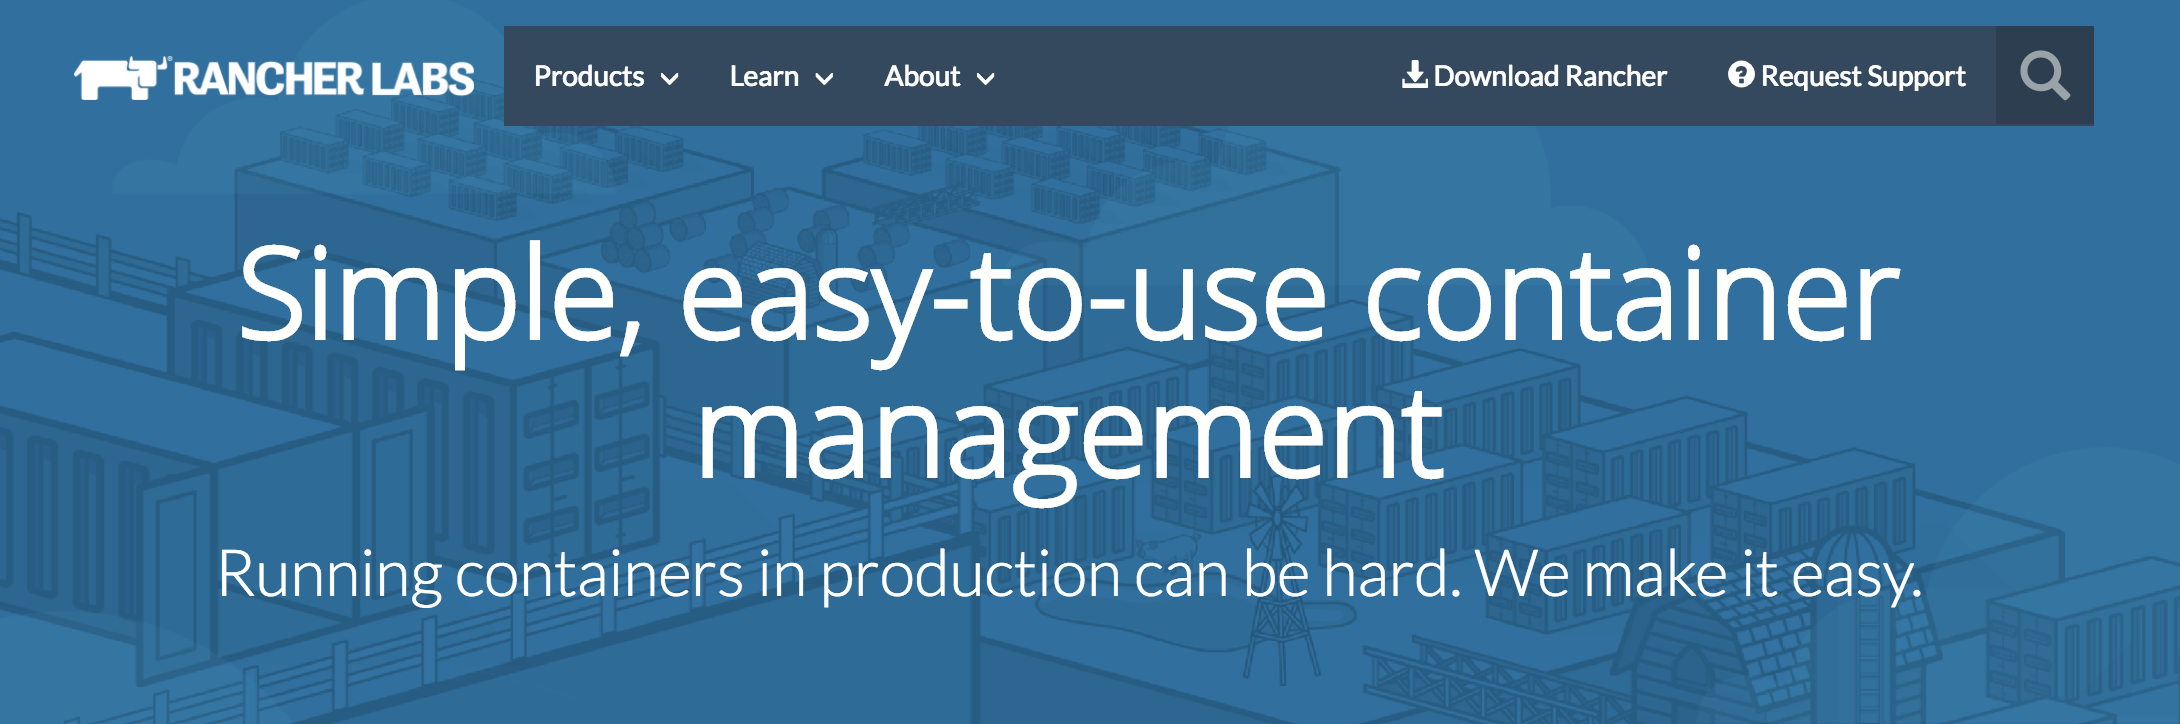 RANCHER LABS
Products Learn About Download Rancher Request Support
Simple, easy-to-use container
management
Running containers in production can be hard. We make it easy.